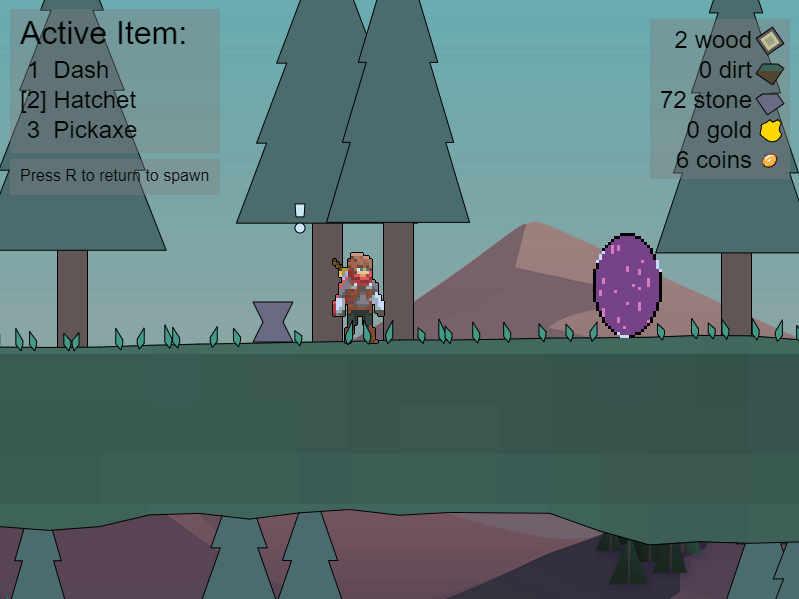 Active Item:
1 Dash
[2] Hatchet
3 Pickaxe
Press R to return to spawn
2 wood
0 dirt
72 stone
0 gold
6 coins
!